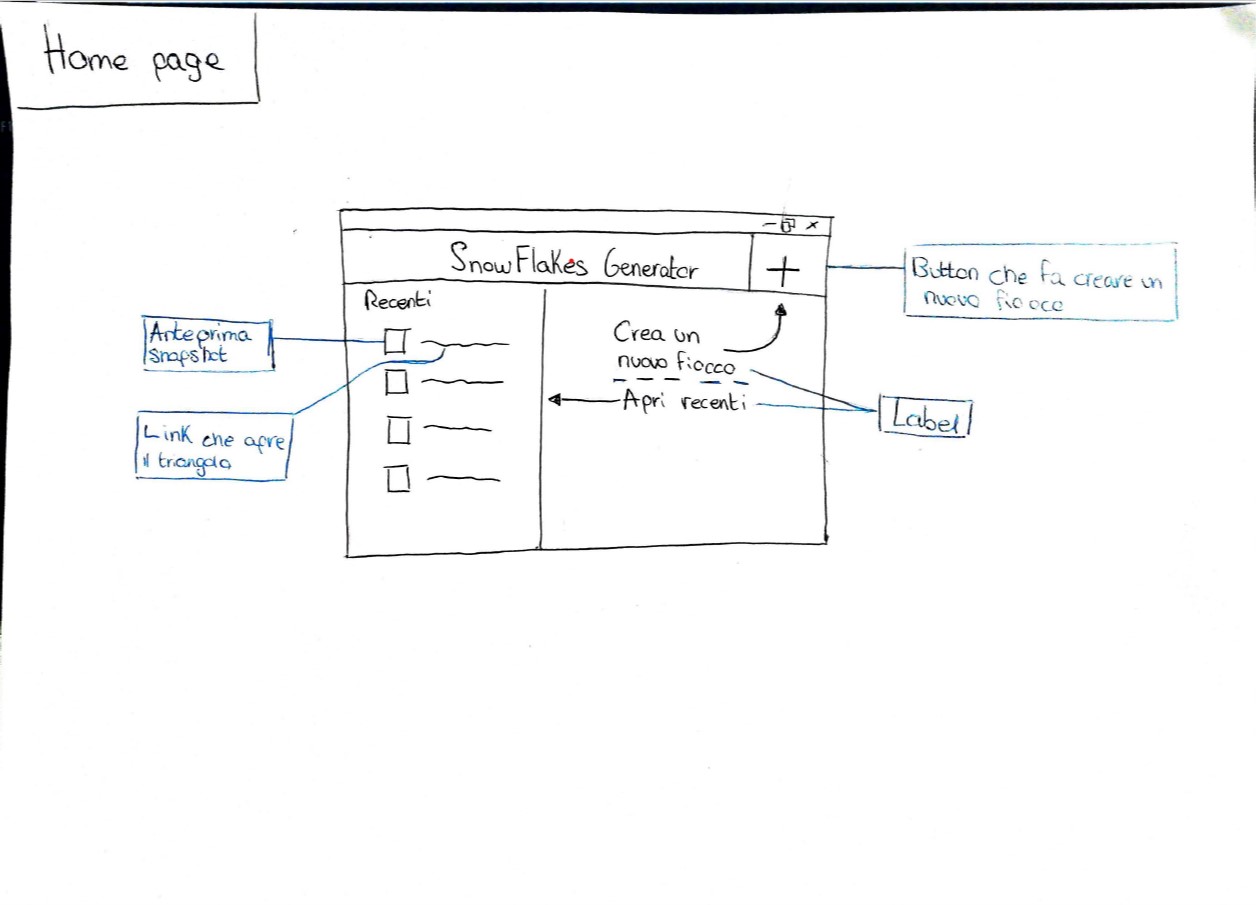 Home page
SnowFlakes Generator
+
Recenti
Anteprima
snapshot
Link che apre
il triangolo
Crea un
nuovo fiocco
Apri recenti
Button che fa creare un
nuovo fiocco
Label